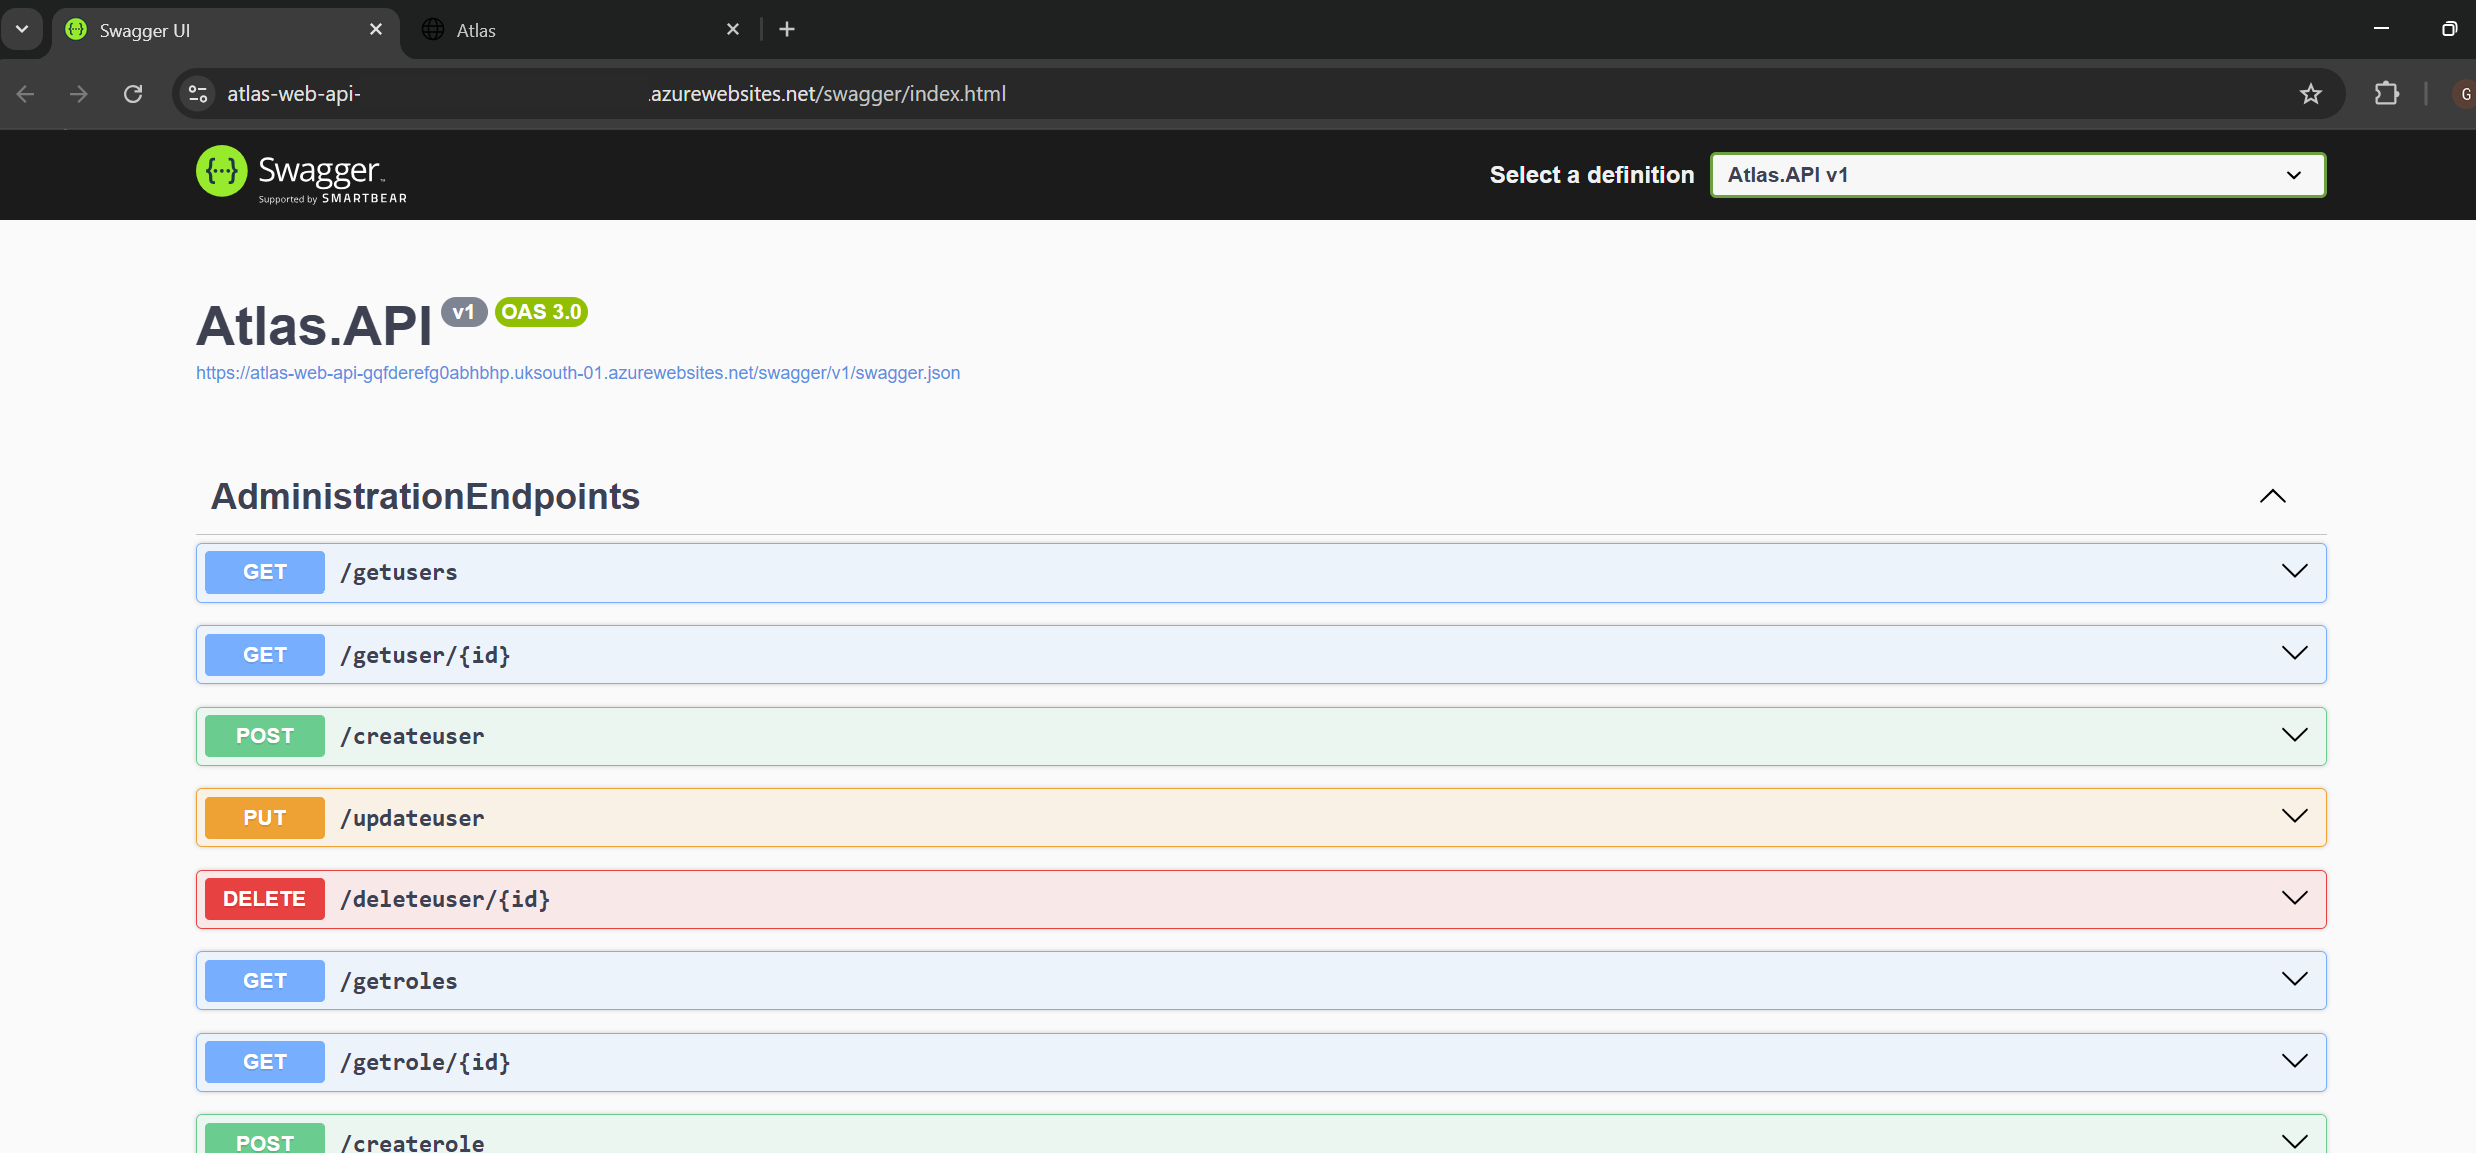 Swagger UI
Atlas
atlas-web-api- .azurewebsites.net/swagger/index.html
G
Swagger
Supported by SMARTBEAR
Select a definition
Atlas.API v1
Atlas.API v1 OAS 3.0
https://atlas-web-api-gqfderefg0abhbhp.uksouth-01.azurewebsites.net/swagger/v1/swagger.json
AdministrationEndpoints
GET /getusers
GET /getuser/{id}
POST /createuser
PUT /updateuser
DELETE /deleteuser/{id}
GET /getroles
GET /getrole/{id}
POST /createrole